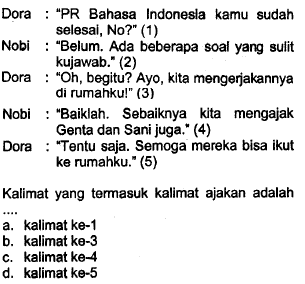 Dora : "PR Bahasa Indonesia kamu sudah
selesai, No?" (1)
Nobi : "Belum. Ada beberapa soal yang sulit
kujawab." (2)
Dora : "Oh, begitu? Ayo, kita mengerjakannya
di rumahku!" (3)
Nobi : "Baiklah. Sebaiknya kita mengajak
Genta dan Sani juga." (4)
Dora : "Tentu saja. Semoga mereka bisa ikut
ke rumahku." (5)
Kalimat yang termasuk kalimat ajakan adalah
....
a. kalimat ke-1
b. kalimat ke-3
c. kalimat ke-4
d. kalimat ke-5